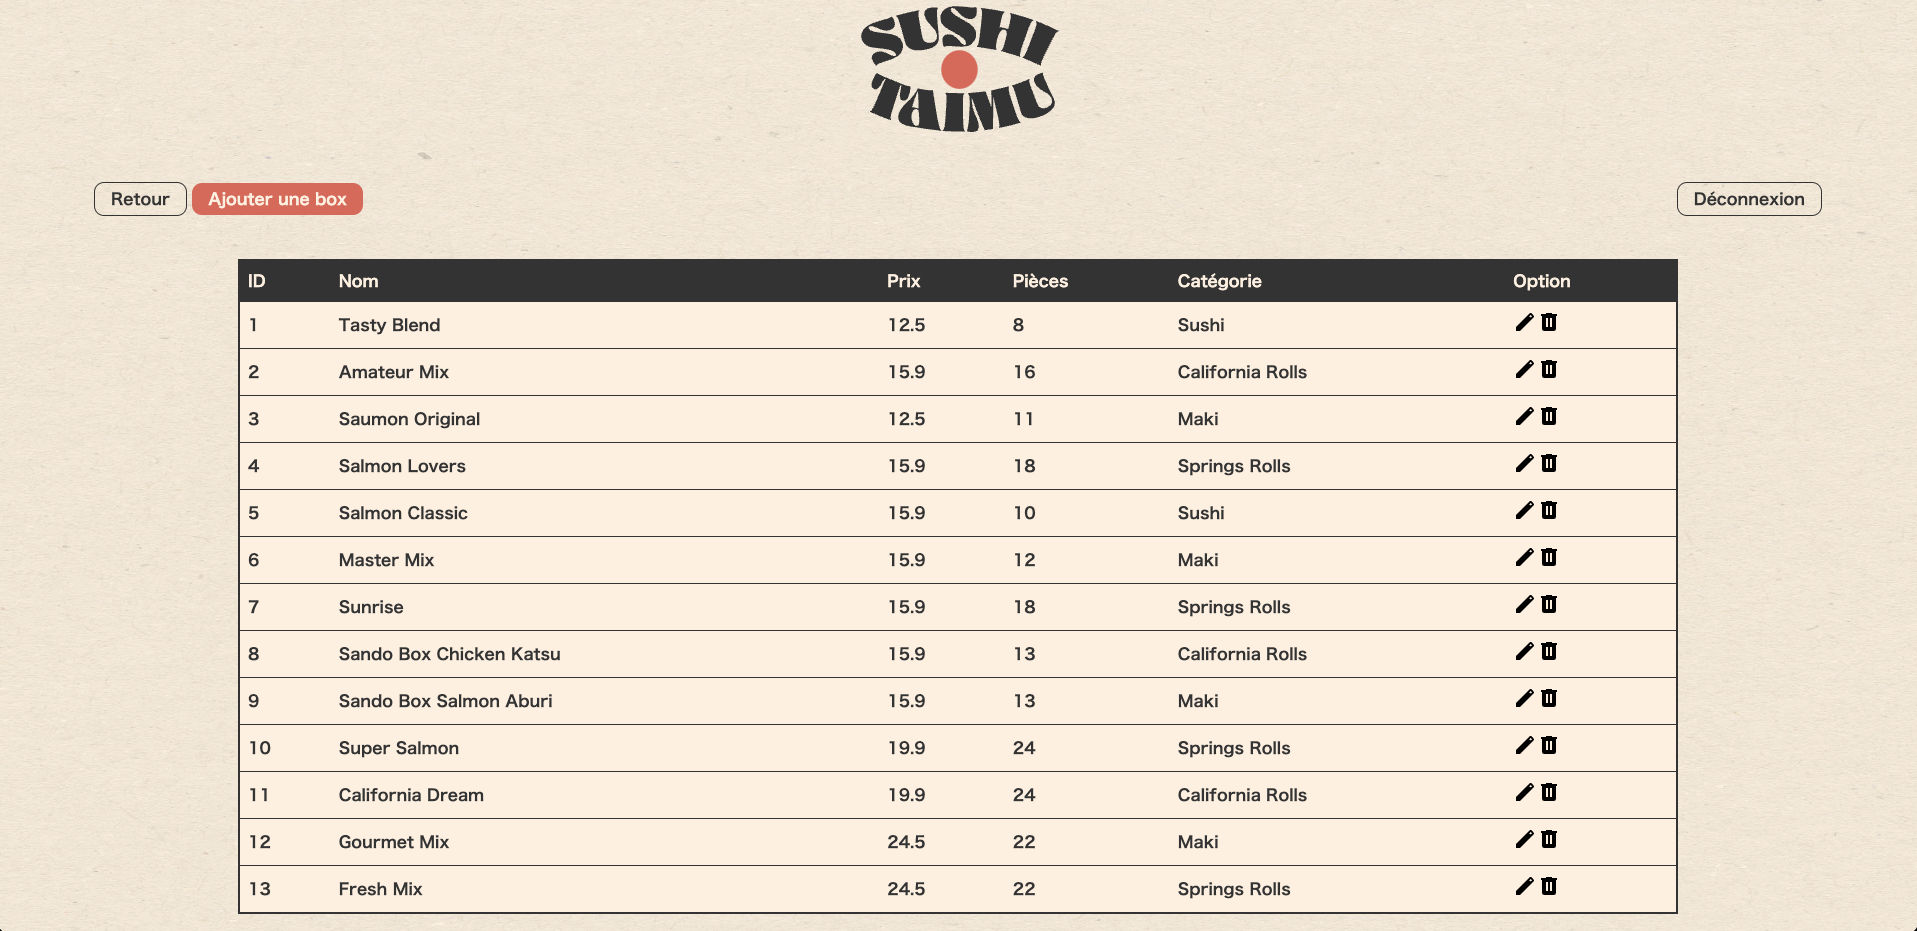 SUSHI
TAIMU
Retour Ajouter une box Déconnexion
ID Nom Prix Pièces Catégorie Option
1 Tasty Blend 12.5 8 Sushi
2 Amateur Mix 15.9 16 California Rolls
3 Saumon Original 12.5 11 Maki
4 Salmon Lovers 15.9 18 Springs Rolls
5 Salmon Classic 15.9 10 Sushi
6 Master Mix 15.9 12 Maki
7 Sunrise 15.9 18 Springs Rolls
8 Sando Box Chicken Katsu 15.9 13 California Rolls
9 Sando Box Salmon Aburi 15.9 13 Maki
10 Super Salmon 19.9 24 Springs Rolls
11 California Dream 19.9 24 California Rolls
12 Gourmet Mix 24.5 22 Maki
13 Fresh Mix 24.5 22 Springs Rolls